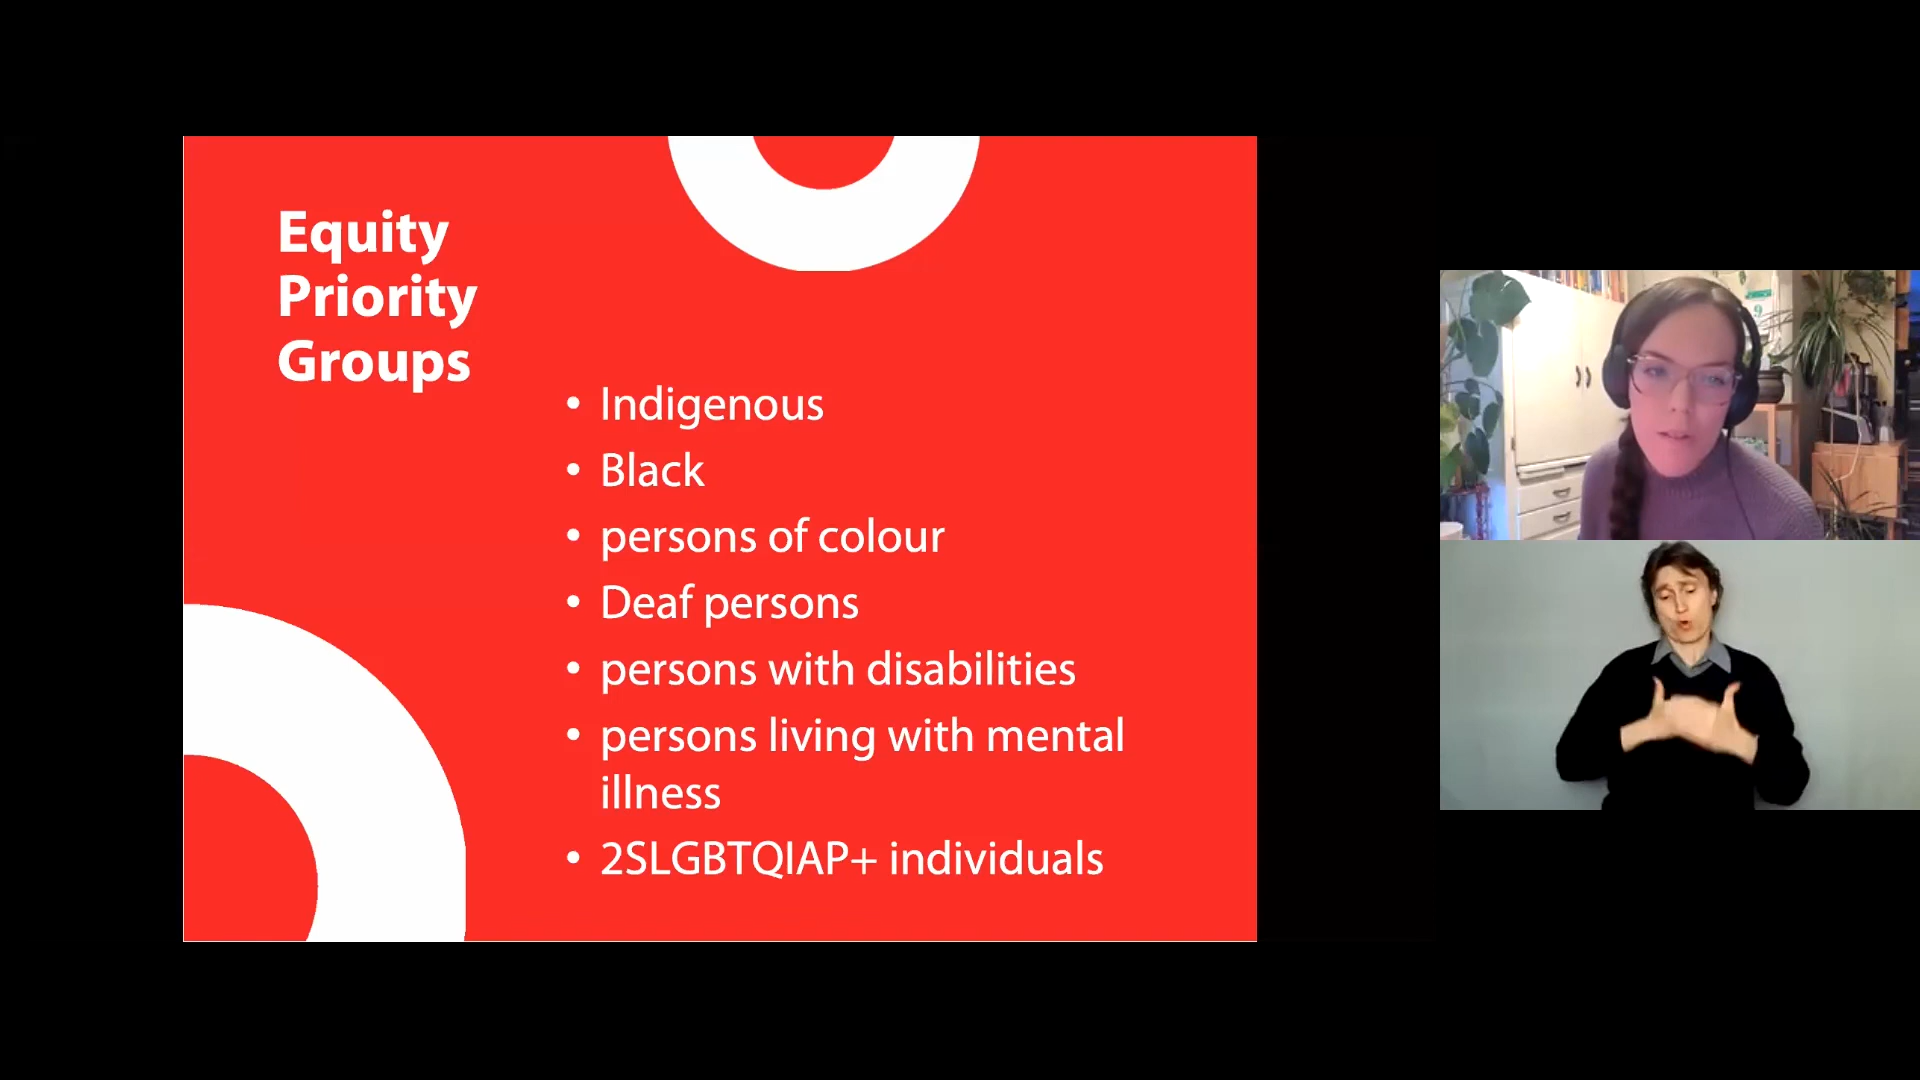 Equity
Priority
Groups
• Indigenous
• Black
• persons of colour
• Deaf persons
• persons with disabilities
• persons living with mental
illness
• 2SLGBTQIAP+ individuals
9